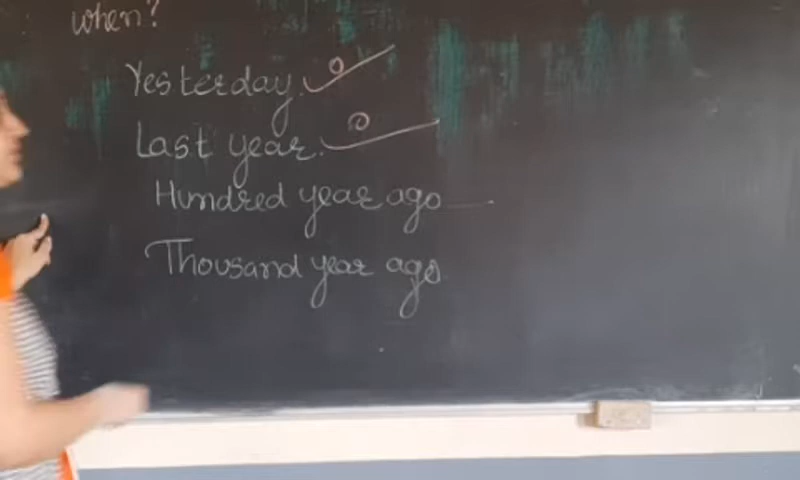 when?
Yesterday.
Last year.
Hundred year ago
Thousand year ago.